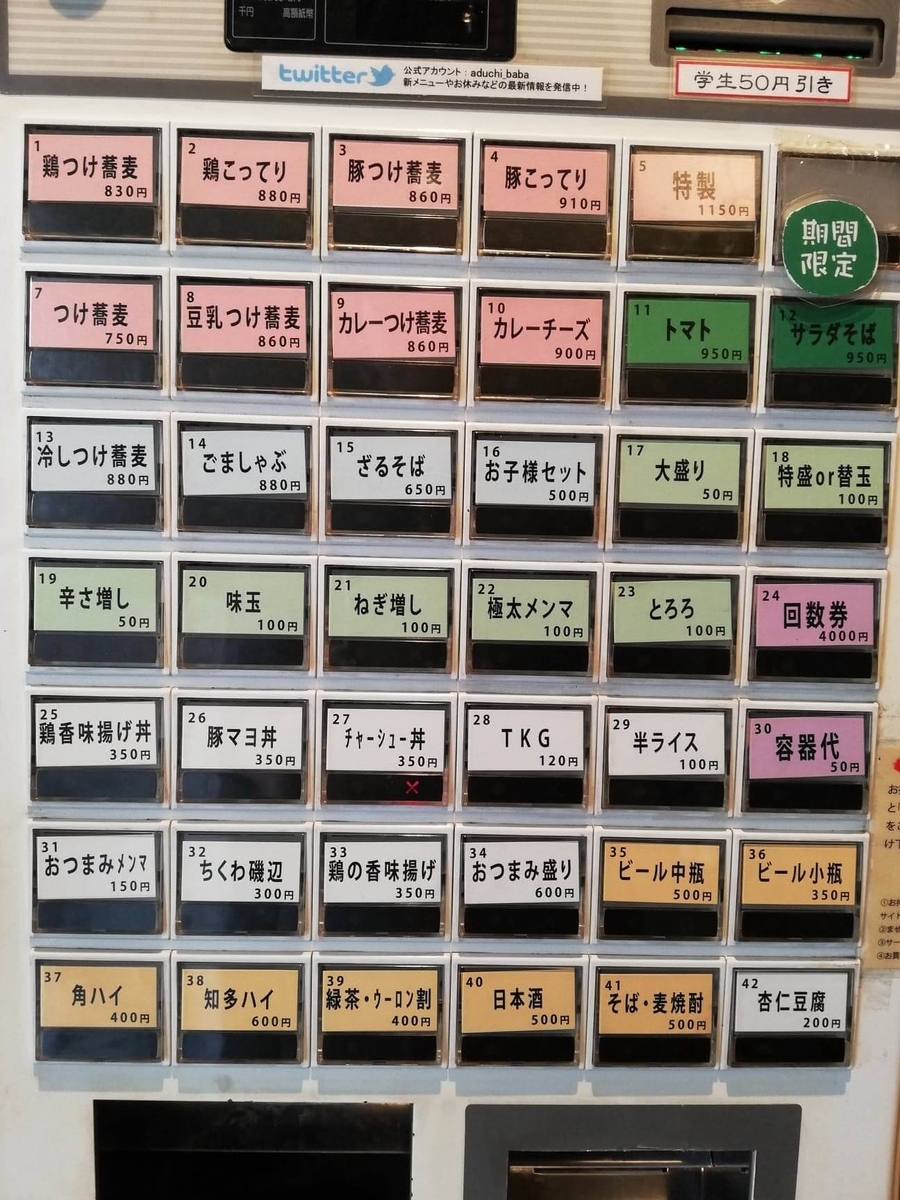 千円 高額紙幣
twitter 公式アカウント：aduchi_baba
新メニューやお休みなどの最新情報を発信中！
学生50円引き
1 鶏つけ蕎麦 830円
2 鶏こってり 880円
3 豚つけ蕎麦 860円
4 豚こってり 910円
5 特製 1150円
期間
限定
7 つけ蕎麦 750円
8 豆乳つけ蕎麦 860円
9 カレーつけ蕎麦 860円
10 カレーチーズ 900円
11 トマト 950円
12 サラダそば 950円
13 冷しつけ蕎麦 880円
14 ごましゃぶ 880円
15 ざるそば 650円
16 お子様セット 500円
17 大盛り 50円
18 特盛or替玉 100円
19 辛さ増し 50円
20 味玉 100円
21 ねぎ増し 100円
22 極太メンマ 100円
23 とろろ 100円
24 回数券 4000円
25 鶏香味揚げ丼 350円
26 豚マヨ丼 350円
27 チャーシュー丼 350円
×
28 TKG 120円
29 半ライス 100円
30 容器代 50円
31 おつまみメンマ 150円
32 ちくわ磯辺 300円
33 鶏の香味揚げ 350円
34 おつまみ盛り 600円
35 ビール中瓶 500円
36 ビール小瓶 350円
37 角ハイ 400円
38 知多ハイ 600円
39 緑茶・ウーロン割 400円
40 日本酒 500円
41 そば・麦焼酎 500円
42 杏仁豆腐 200円